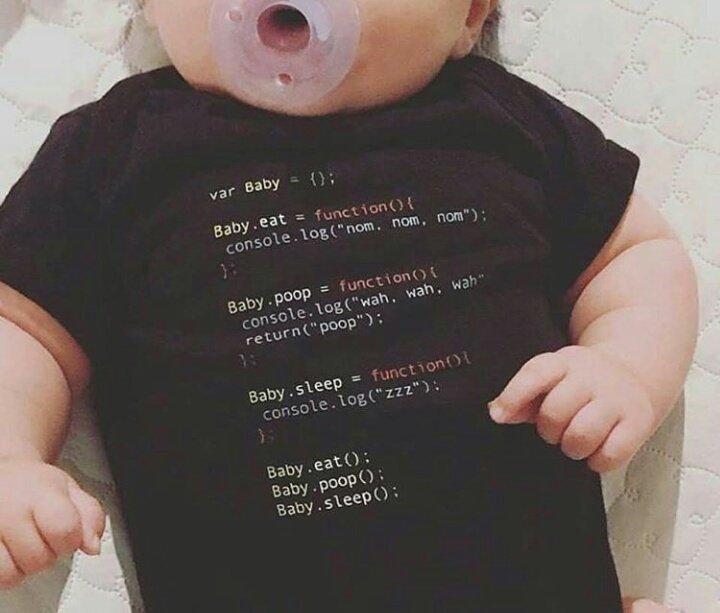 var Baby = {};
Baby.eat = function(){
console.log("nom, nom, nom");
};
Baby.poop = function(){
console.log("wah, wah, wah"
return("poop");
};
Baby.sleep = function(){
console.log("zzz");
};
Baby.eat();
Baby.poop();
Baby.sleep();